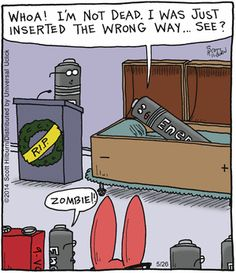 WHOA! I'M NOT DEAD. I WAS JUST
INSERTED THE WRONG WAY... SEE?
R.I.P.
Ener
ZOMBIE!
©2014 Scott Hilburn/Distributed by Universal Uclick
5/26